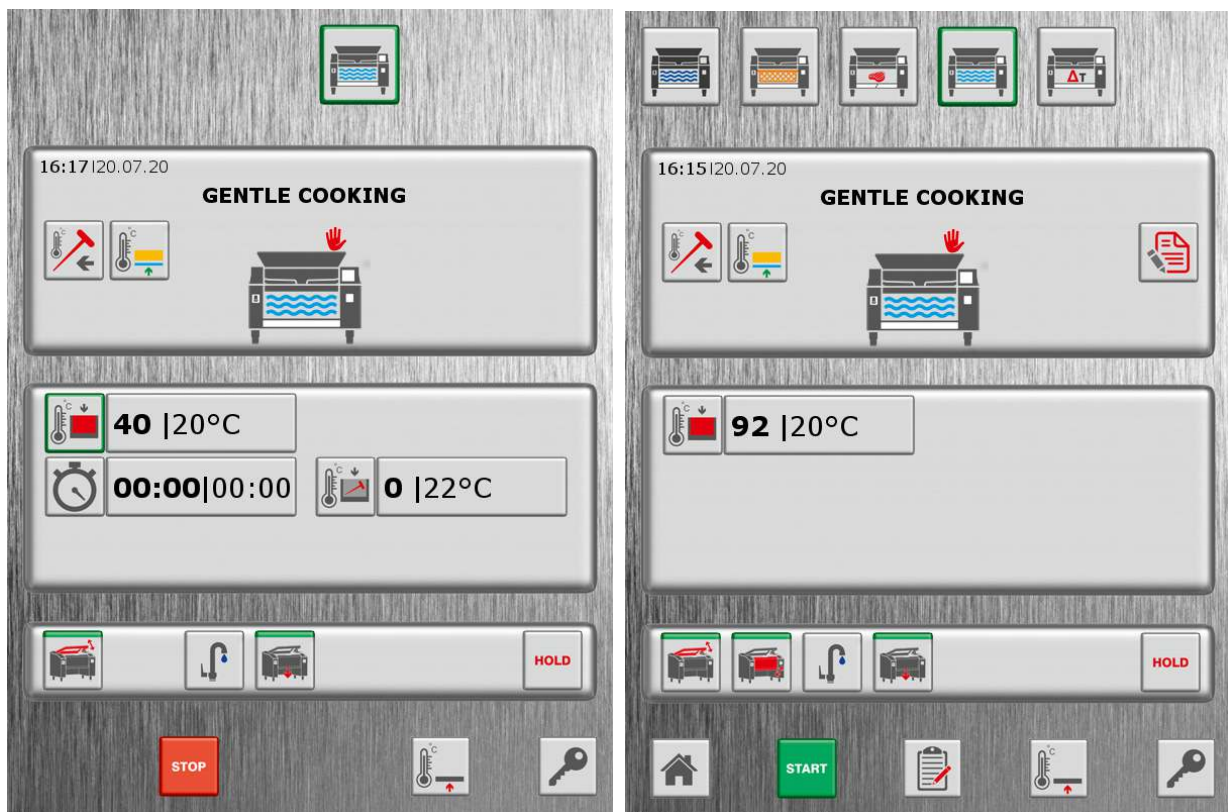 16:17|20.07.20
GENTLE COOKING
°C
°C
°C
40 |20°C
00:00|00:00
°C
0 |22°C
HOLD
STOP
°C
ΔT
16:15|20.07.20
GENTLE COOKING
°C
°C
°C
92 |20°C
HOLD
START
°C